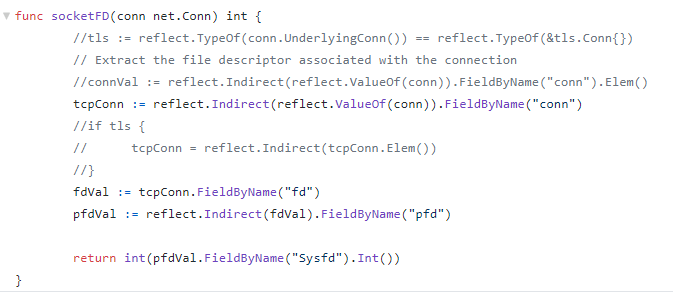 func socketFD(conn net.Conn) int {
	//tls := reflect.TypeOf(conn.UnderlyingConn()) == reflect.TypeOf(&tls.Conn{})
	// Extract the file descriptor associated with the connection
	//connVal := reflect.Indirect(reflect.ValueOf(conn)).FieldByName("conn").Elem()
	tcpConn := reflect.Indirect(reflect.ValueOf(conn)).FieldByName("conn")
	//if tls {
	//	tcpConn = reflect.Indirect(tcpConn.Elem())
	//}
	fdVal := tcpConn.FieldByName("fd")
	pfdVal := reflect.Indirect(fdVal).FieldByName("pfd")

	return int(pfdVal.FieldByName("Sysfd").Int())
}